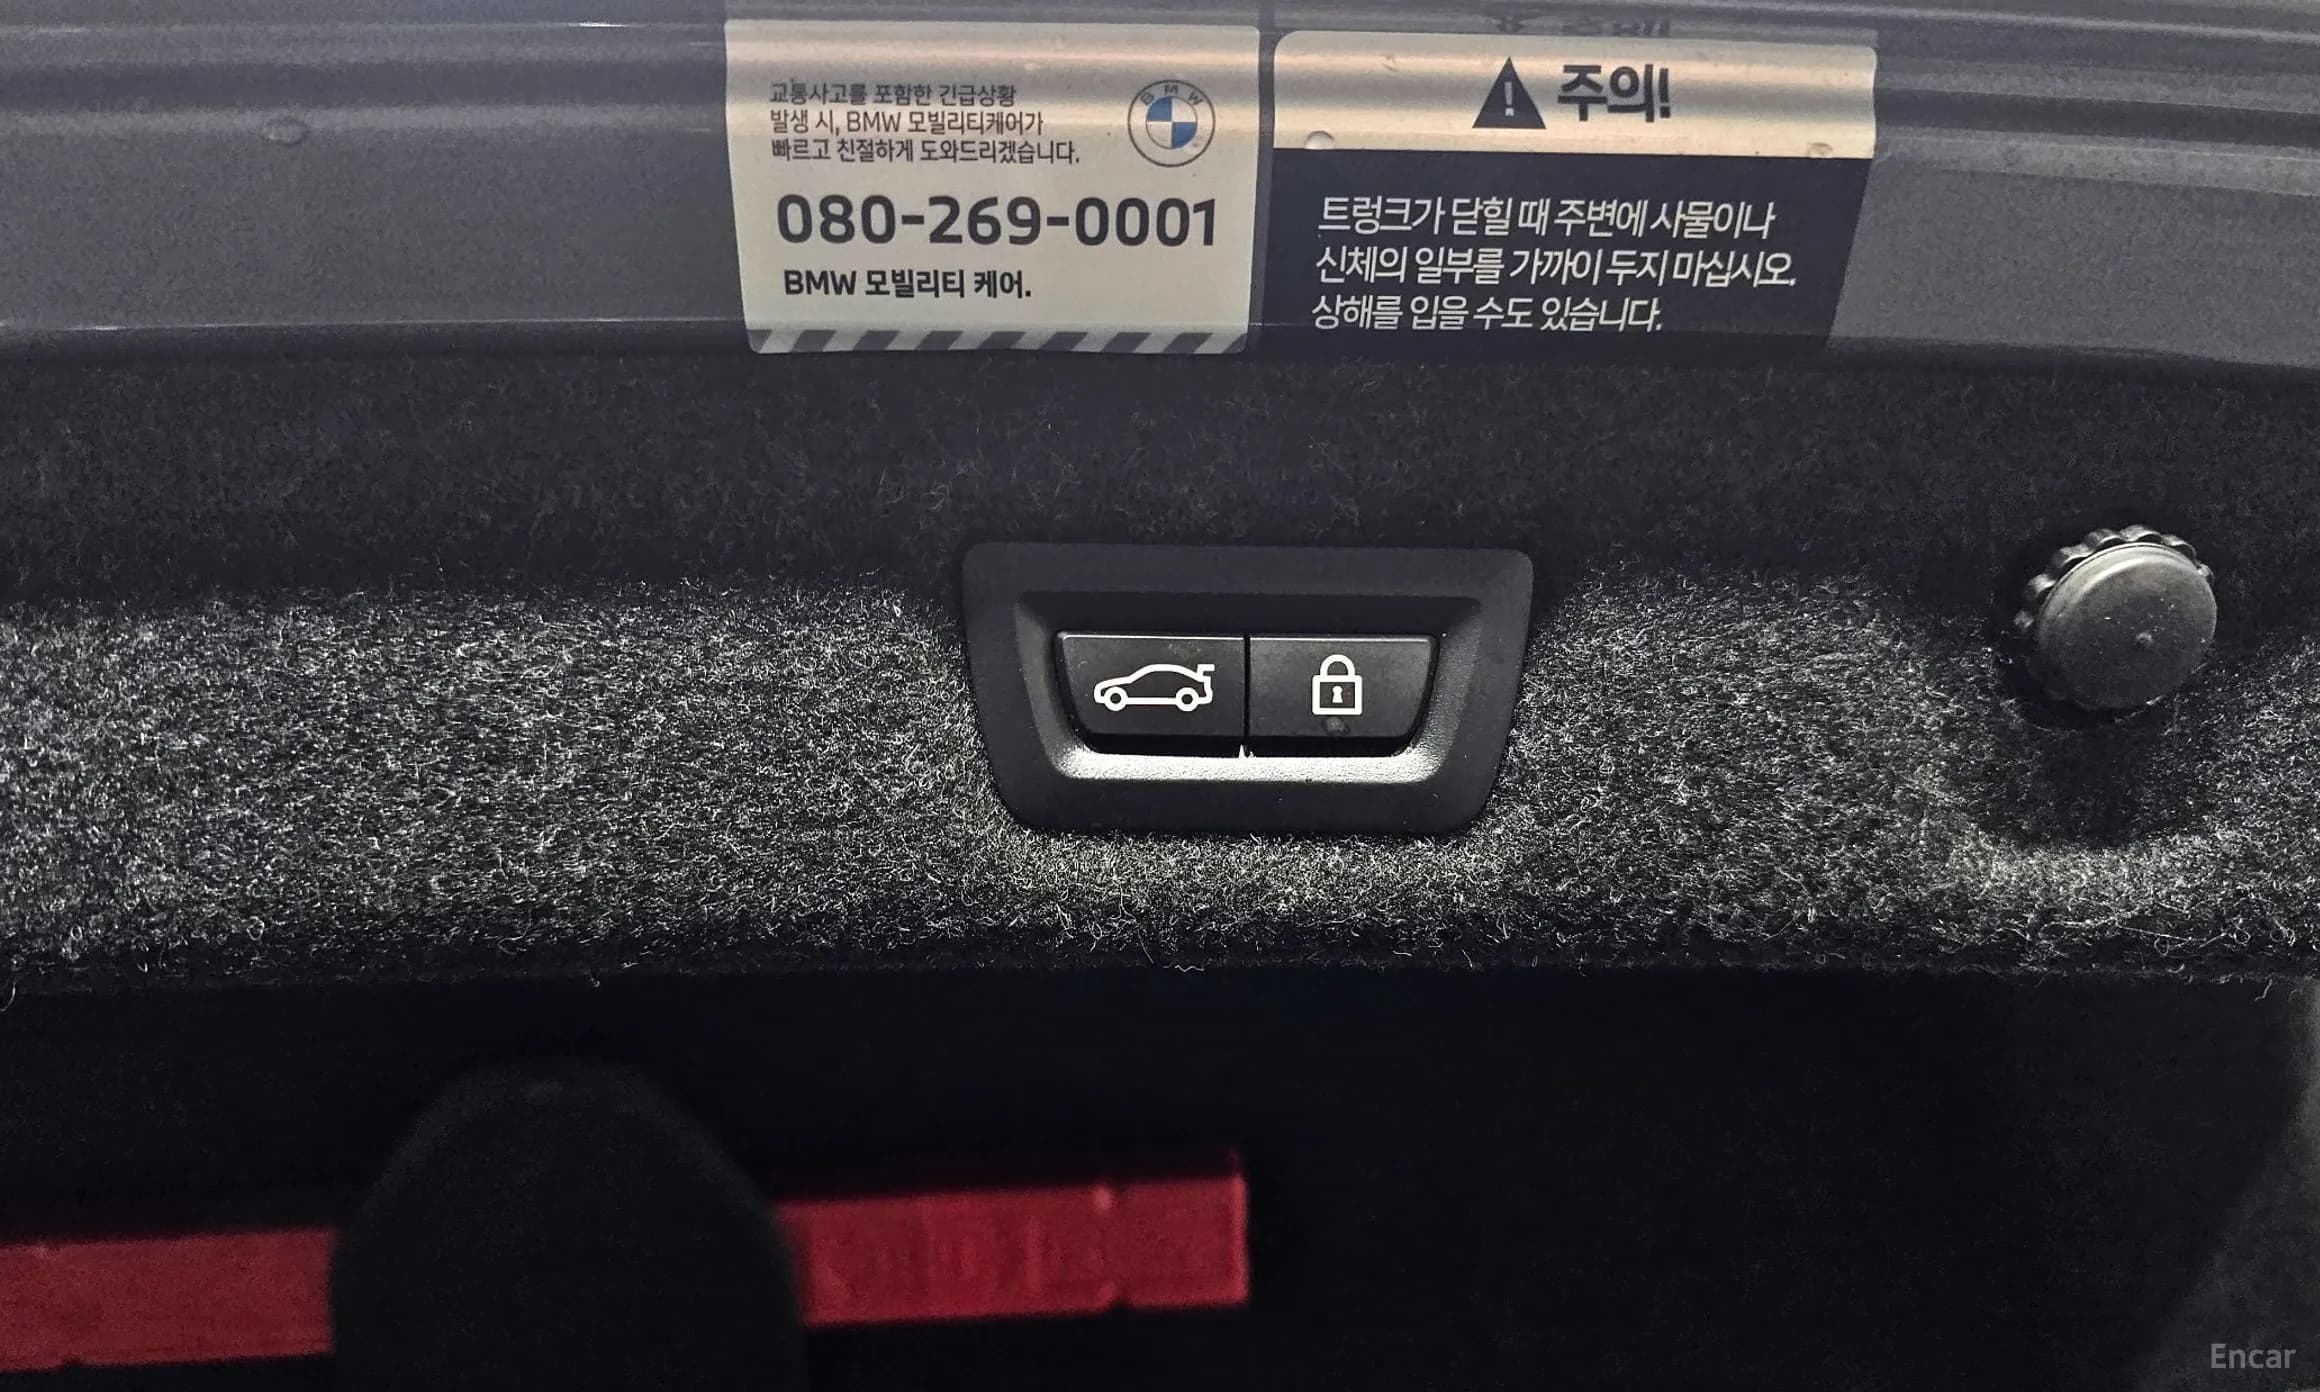 교통사고를 포함한 긴급상황
발생 시, BMW 모빌리티케어가
빠르고 친절하게 도와드리겠습니다.
BMW
080-269-0001
BMW 모빌리티 케어.
주의!
트렁크가 닫힐 때 주변에 사물이나
신체의 일부를 가까이 두지 마십시오.
상해를 입을 수도 있습니다.
Encar